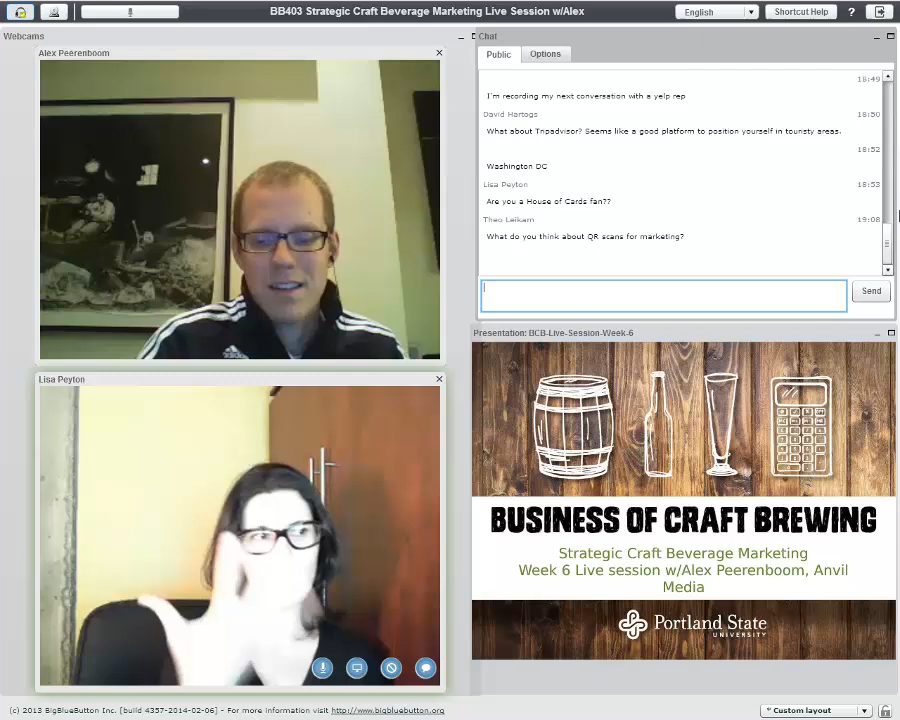 BB403 Strategic Craft Beverage Marketing Live Session w/Alex
English
Shortcut Help
?
Webcams
Alex Peerenboom
Lisa Peyton
Chat
Public
Options
18:49
I'm recording my next conversation with a yelp rep
David Hartogs
18:50
What about Tripadvisor? Seems like a good platform to position yourself in touristy areas.
18:52
Washington DC
Lisa Peyton
18:53
Are you a House of Cards fan??
Theo Leikam
19:08
What do you think about QR scans for marketing?
Send
Presentation: BCB-Live-Session-Week-6
BUSINESS OF CRAFT BREWING
Strategic Craft Beverage Marketing
Week 6 Live session w/Alex Peerenboom, Anvil
Media
Portland State
UNIVERSITY
(c) 2013 BigBlueButton Inc. [build 4357-2014-02-06] - For more information visit http://www.bigbluebutton.org
* Custom layout